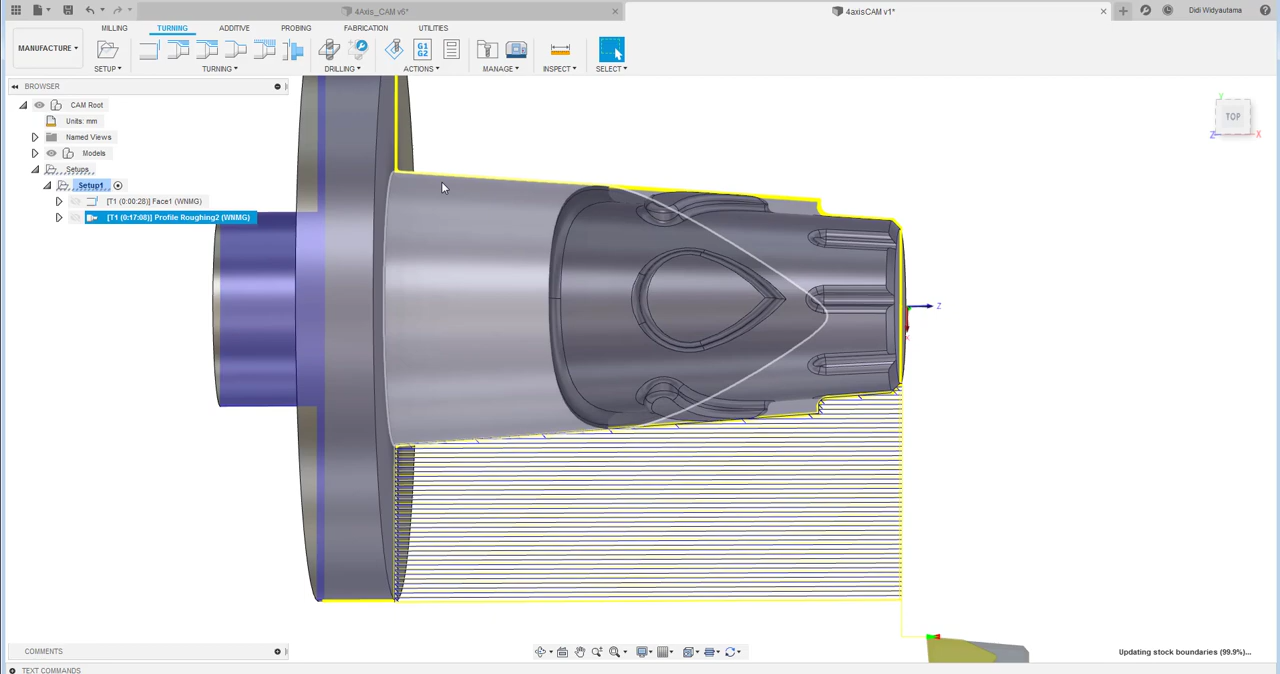 4Axis_CAM v6*
4axisCAM v1*
Didi Widyautama
MANUFACTURE
MILLING
TURNING
ADDITIVE
PROBING
FABRICATION
UTILITIES
G1
G2
SETUP
TURNING
DRILLING
ACTIONS
MANAGE
INSPECT
SELECT
BROWSER
CAM Root
Units: mm
Named Views
Models
Setups
Setup1
[T1 (0:00:28)] Face1 (WNMG)
[T1 (0:17:08)] Profile Roughing2 (WNMG)
Y
TOP
Z
X
Z
X
COMMENTS
Updating stock boundaries (99.9%)...
TEXT COMMANDS